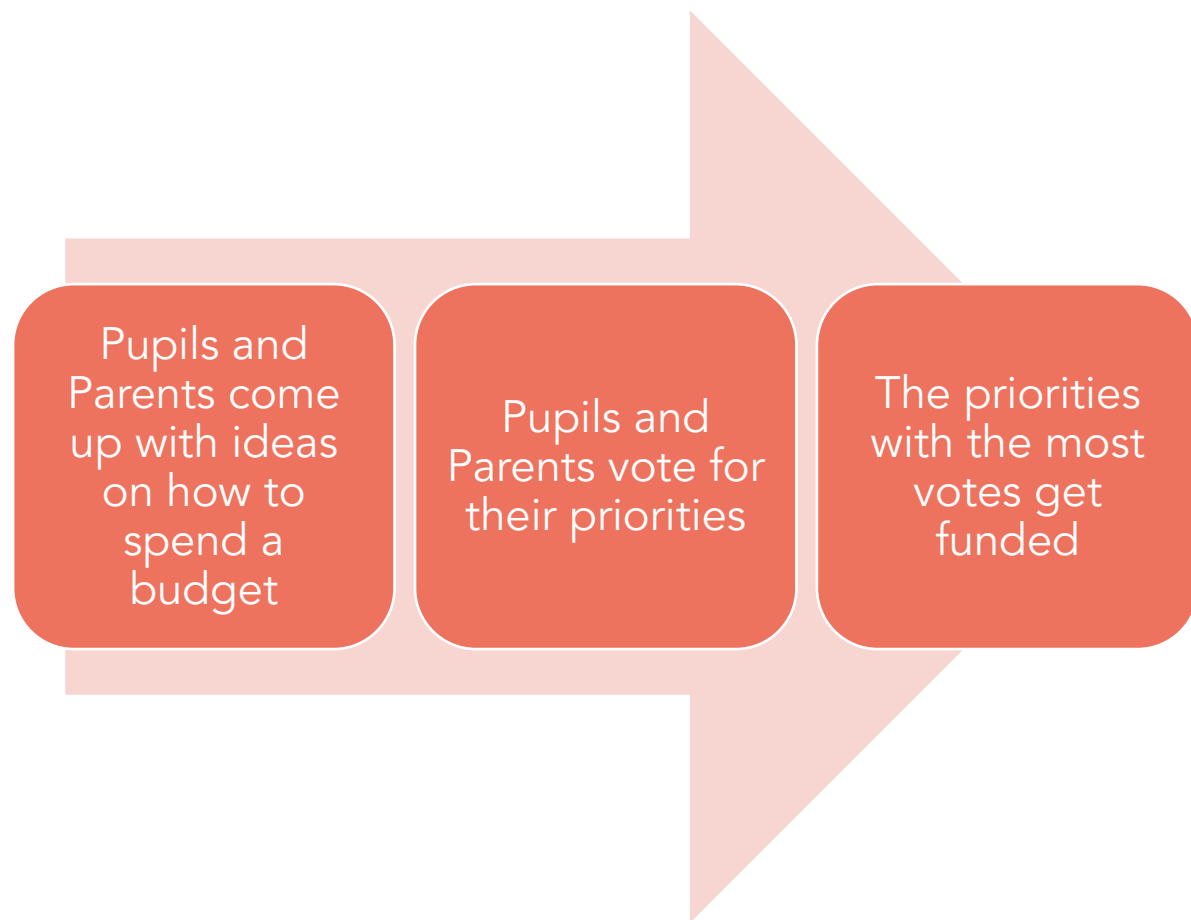 Pupils and
Parents come
up with ideas
on how to
spend a
budget
Pupils and
Parents vote for
their priorities
The priorities
with the most
votes get
funded